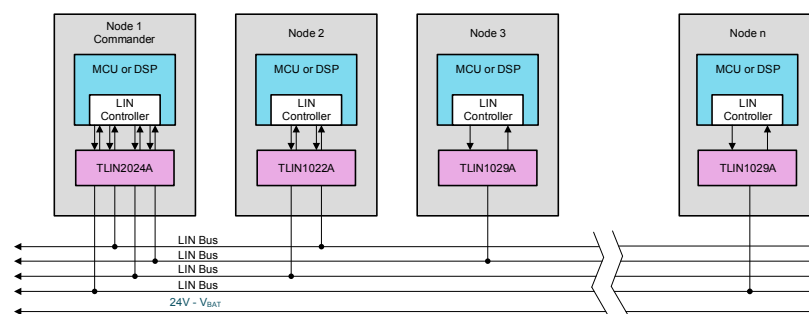 Node 1
Commander
MCU or DSP
LIN
Controller
TLIN2024A
Node 2
MCU or DSP
LIN
Controller
TLIN1022A
Node 3
MCU or DSP
LIN
Controller
TLIN1029A
Node n
MCU or DSP
LIN
Controller
TLIN1029A
LIN Bus
LIN Bus
LIN Bus
LIN Bus
24V - VBAT